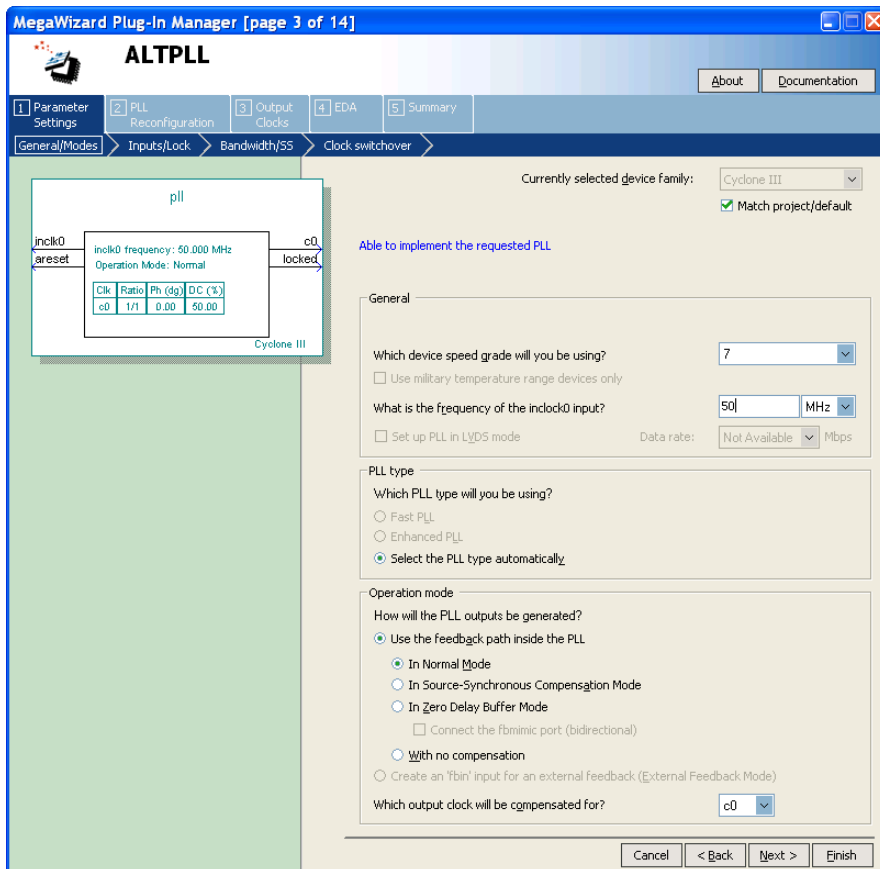 MegaWizard Plug-In Manager [page 3 of 14]
ALTPLL
About
Documentation
1 Parameter Settings
2 PLL Reconfiguration
3 Output Clocks
4 EDA
5 Summary
General/Modes
Inputs/Lock
Bandwidth/SS
Clock switchover
pll
inclk0
areset
c0
locked
inclk0 frequency: 50.000 MHz
Operation Mode: Normal
Clk Ratio Ph (dg) DC (%)
c0 1/1 0.00 50.00
Cyclone III
Currently selected device family:
Cyclone III
Match project/default
Able to implement the requested PLL
General
Which device speed grade will you be using?
7
Use military temperature range devices only
What is the frequency of the inclock0 input?
50
MHz
Set up PLL in LVDS mode
Data rate:
Not Available
Mbps
PLL type
Which PLL type will you be using?
Fast PLL
Enhanced PLL
Select the PLL type automatically
Operation mode
How will the PLL outputs be generated?
Use the feedback path inside the PLL
In Normal Mode
In Source-Synchronous Compensation Mode
In Zero Delay Buffer Mode
Connect the fbmimic port (bidirectional)
With no compensation
Create an 'fbin' input for an external feedback (External Feedback Mode)
Which output clock will be compensated for?
c0
Cancel
< Back
Next >
Finish